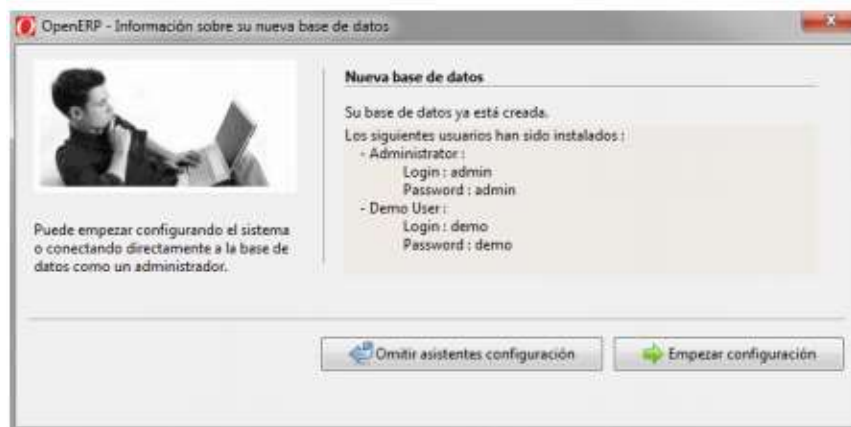 OpenERP - Información sobre su nueva base de datos
Nueva base de datos
Su base de datos ya está creada.
Los siguientes usuarios han sido instalados :
- Administrator :
Login : admin
Password : admin
- Demo User :
Login : demo
Password : demo
Puede empezar configurando el sistema
o conectando directamente a la base de
datos como un administrador.
Omitir asistentes configuración
Empezar configuración